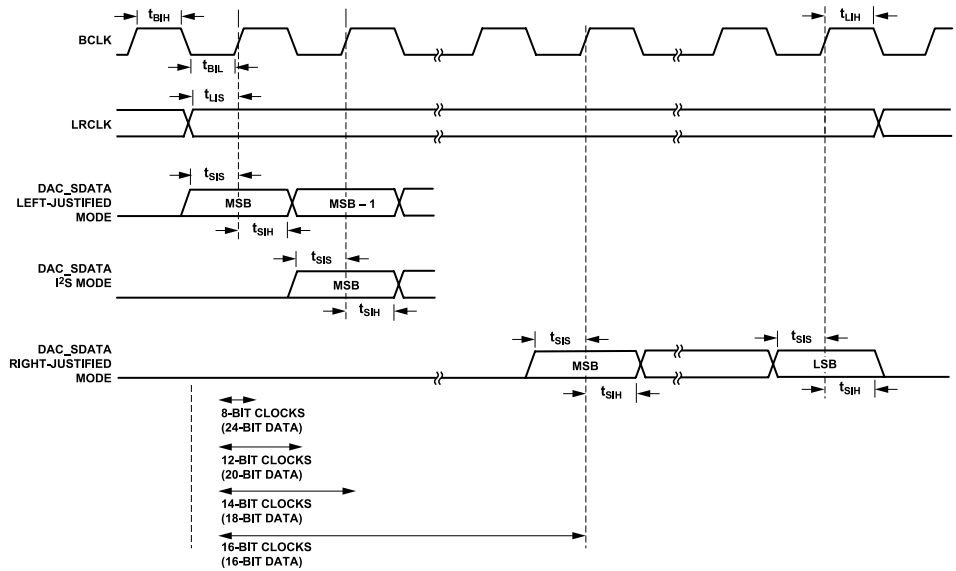 tBIH
tLIH
BCLK
tBIL
tLIS
LRCLK
tSIS
DAC_SDATA
LEFT-JUSTIFIED
MODE
MSB
MSB – 1
tSIH
tSIS
DAC_SDATA
I²S MODE
MSB
tSIH
tSIS
tSIS
DAC_SDATA
RIGHT-JUSTIFIED
MODE
MSB
LSB
tSIH
tSIH
8-BIT CLOCKS
(24-BIT DATA)
12-BIT CLOCKS
(20-BIT DATA)
14-BIT CLOCKS
(18-BIT DATA)
16-BIT CLOCKS
(16-BIT DATA)